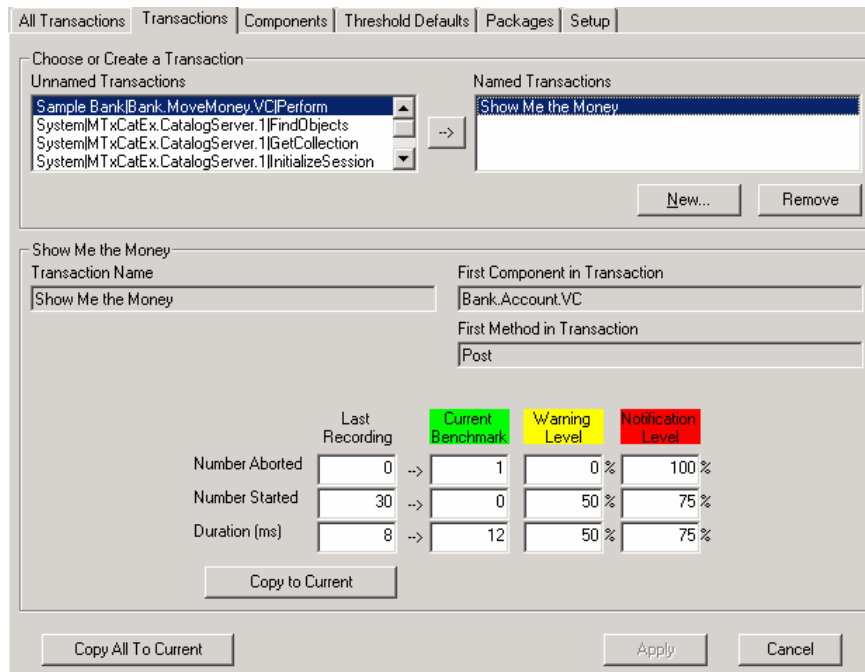 All Transactions Transactions Components Threshold Defaults Packages Setup
Choose or Create a Transaction
Unnamed Transactions Named Transactions
Sample Bank|Bank.MoveMoney.VC|Perform
System|MTxCatEx.CatalogServer.1|FindObjects
System|MTxCatEx.CatalogServer.1|GetCollection
System|MTxCatEx.CatalogServer.1|InitializeSession
-->
Show Me the Money
New... Remove
Show Me the Money
Transaction Name First Component in Transaction
Show Me the Money Bank.Account.VC
First Method in Transaction
Post
Last Recording Current Benchmark Warning Level Notification Level
Number Aborted 0 --> 1 0 % 100 %
Number Started 30 --> 0 50 % 75 %
Duration (ms) 8 --> 12 50 % 75 %
Copy to Current
Copy All To Current Apply Cancel